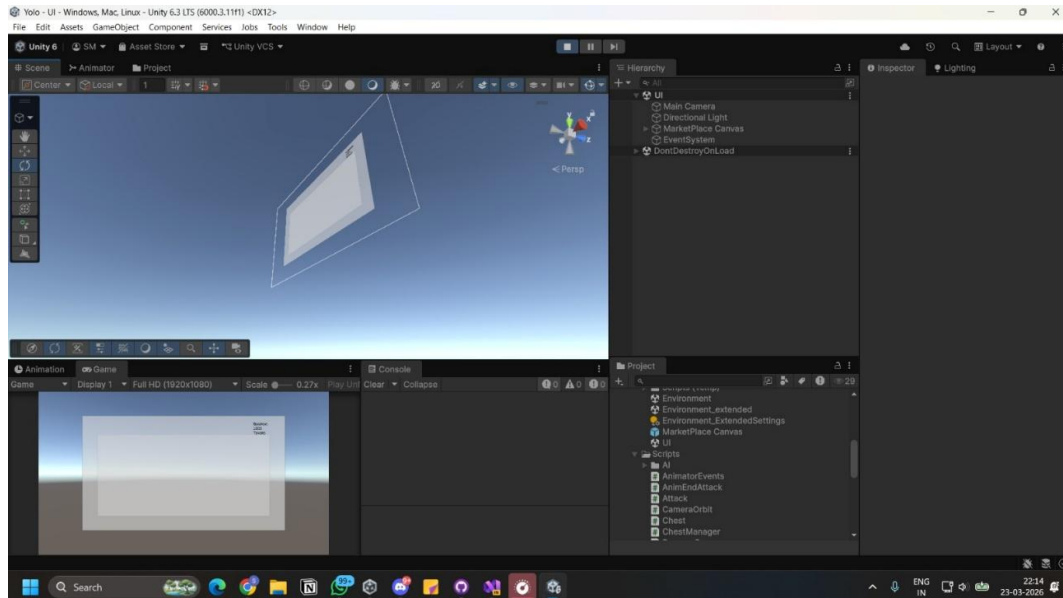 Yolo - UI - Windows, Mac, Linux - Unity 6.3 LTS (6000.3.11f1) <DX12>
File Edit Assets GameObject Component Services Jobs Tools Window Help
Unity 6 SM Asset Store Unity VCS Layout
Scene Animator Project
Center Local 1 2D
y x z
Persp
Hierarchy
All
UI
Main Camera
Directional Light
MarketPlace Canvas
EventSystem
DontDestroyOnLoad
Inspector Lighting
Animation Game
Game Display 1 Full HD (1920x1080) Scale 0.27x Play
Console
Clear Collapse 0 0 0
Project
29
Environment
Environment_extended
Environment_ExtendedSettings
MarketPlace Canvas
UI
Scripts
AI
AnimatorEvents
AnimEndAttack
Attack
CameraOrbit
Chest
ChestManager
Search
99+
ENG
IN
22:14
23-03-2026